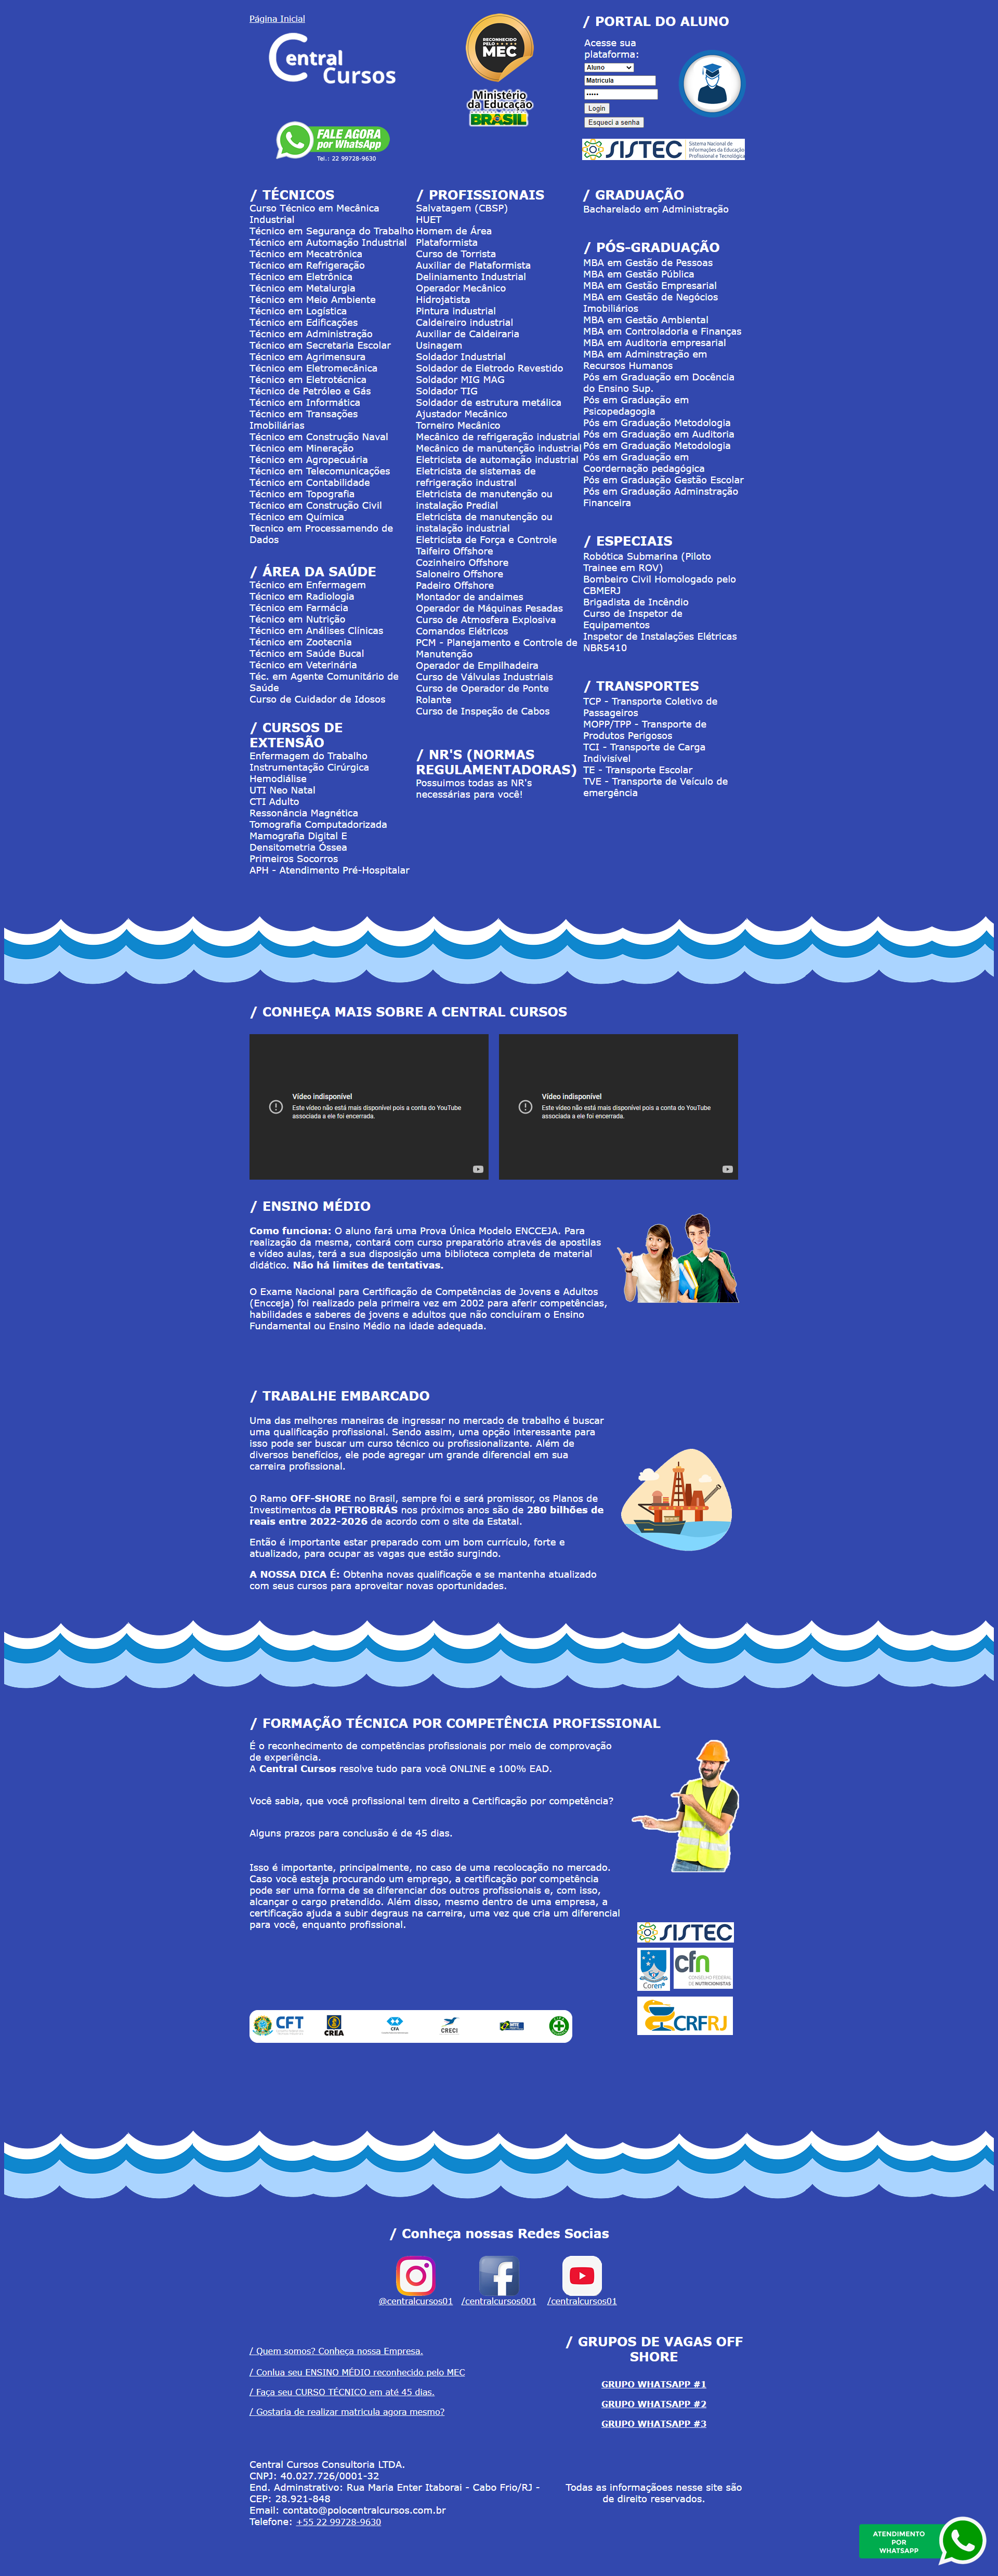 Página Inicial
Central
Cursos
FALE AGORA
por WhatsApp
Tel.: 22 99728-9630
RECONHECIDO
PELO
MEC
Ministério
da Educação
BRASIL
/ PORTAL DO ALUNO
Acesse sua
plataforma:
Aluno
Matrícula
•••••
Login
Esqueci a senha
SISTEC
Sistema Nacional de
Informações da Educação
Profissional e Tecnológica
/ TÉCNICOS
Curso Técnico em Mecânica
Industrial
Técnico em Segurança do Trabalho
Técnico em Automação Industrial
Técnico em Mecatrônica
Técnico em Refrigeração
Técnico em Eletrônica
Técnico em Metalurgia
Técnico em Meio Ambiente
Técnico em Logística
Técnico em Edificações
Técnico em Administração
Técnico em Secretaria Escolar
Técnico em Agrimensura
Técnico em Eletromecânica
Técnico em Eletrotécnica
Técnico de Petróleo e Gás
Técnico em Informática
Técnico em Transações
Imobiliárias
Técnico em Construção Naval
Técnico em Mineração
Técnico em Agropecuária
Técnico em Telecomunicações
Técnico em Contabilidade
Técnico em Topografia
Técnico em Construção Civil
Técnico em Química
Tecnico em Processamendo de
Dados
/ ÁREA DA SAÚDE
Técnico em Enfermagem
Técnico em Radiologia
Técnico em Farmácia
Técnico em Nutrição
Técnico em Análises Clínicas
Técnico em Zootecnia
Técnico em Saúde Bucal
Técnico em Veterinária
Téc. em Agente Comunitário de
Saúde
Curso de Cuidador de Idosos
/ CURSOS DE
EXTENSÃO
Enfermagem do Trabalho
Instrumentação Cirúrgica
Hemodiálise
UTI Neo Natal
CTI Adulto
Ressonância Magnética
Tomografia Computadorizada
Mamografia Digital E
Densitometria Óssea
Primeiros Socorros
APH - Atendimento Pré-Hospitalar
/ PROFISSIONAIS
Salvatagem (CBSP)
HUET
Homem de Área
Plataformista
Curso de Torrista
Auxiliar de Plataformista
Deliniamento Industrial
Operador Mecânico
Hidrojatista
Pintura industrial
Caldeireiro industrial
Auxiliar de Caldeiraria
Usinagem
Soldador Industrial
Soldador de Eletrodo Revestido
Soldador MIG MAG
Soldador TIG
Soldador de estrutura metálica
Ajustador Mecânico
Torneiro Mecânico
Mecânico de refrigeração industrial
Mecânico de manutenção industrial
Eletricista de automação industrial
Eletricista de sistemas de
refrigeração industral
Eletricista de manutenção ou
instalação Predial
Eletricista de manutenção ou
instalação industrial
Eletricista de Força e Controle
Taifeiro Offshore
Cozinheiro Offshore
Saloneiro Offshore
Padeiro Offshore
Montador de andaimes
Operador de Máquinas Pesadas
Curso de Atmosfera Explosiva
Comandos Elétricos
PCM - Planejamento e Controle de
Manutenção
Operador de Empilhadeira
Curso de Válvulas Industriais
Curso de Operador de Ponte
Rolante
Curso de Inspeção de Cabos
/ NR'S (NORMAS
REGULAMENTADORAS)
Possuimos todas as NR's
necessárias para você!
/ GRADUAÇÃO
Bacharelado em Administração
/ PÓS-GRADUAÇÃO
MBA em Gestão de Pessoas
MBA em Gestão Pública
MBA em Gestão Empresarial
MBA em Gestão de Negócios
Imobiliários
MBA em Gestão Ambiental
MBA em Controladoria e Finanças
MBA em Auditoria empresarial
MBA em Adminstração em
Recursos Humanos
Pós em Graduação em Docência
do Ensino Sup.
Pós em Graduação em
Psicopedagogia
Pós em Graduação Metodologia
Pós em Graduação em Auditoria
Pós em Graduação Metodologia
Pós em Graduação em
Coordernação pedagógica
Pós em Graduação Gestão Escolar
Pós em Graduação Adminstração
Financeira
/ ESPECIAIS
Robótica Submarina (Piloto
Trainee em ROV)
Bombeiro Civil Homologado pelo
CBMERJ
Brigadista de Incêndio
Curso de Inspetor de
Equipamentos
Inspetor de Instalações Elétricas
NBR5410
/ TRANSPORTES
TCP - Transporte Coletivo de
Passageiros
MOPP/TPP - Transporte de
Produtos Perigosos
TCI - Transporte de Carga
Indivisível
TE - Transporte Escolar
TVE - Transporte de Veículo de
emergência
/ CONHEÇA MAIS SOBRE A CENTRAL CURSOS
Vídeo indisponível
Este vídeo não está mais disponível pois a conta do YouTube
associada a ele foi encerrada.
Vídeo indisponível
Este vídeo não está mais disponível pois a conta do YouTube
associada a ele foi encerrada.
/ ENSINO MÉDIO
Como funciona: O aluno fará uma Prova Única Modelo ENCCEJA. Para
realização da mesma, contará com curso preparatório através de apostilas
e vídeo aulas, terá a sua disposição uma biblioteca completa de material
didático. Não há limites de tentativas.
O Exame Nacional para Certificação de Competências de Jovens e Adultos
(Encceja) foi realizado pela primeira vez em 2002 para aferir competências,
habilidades e saberes de jovens e adultos que não concluíram o Ensino
Fundamental ou Ensino Médio na idade adequada.
/ TRABALHE EMBARCADO
Uma das melhores maneiras de ingressar no mercado de trabalho é buscar
uma qualificação profissional. Sendo assim, uma opção interessante para
isso pode ser buscar um curso técnico ou profissionalizante. Além de
diversos benefícios, ele pode agregar um grande diferencial em sua
carreira profissional.
O Ramo OFF-SHORE no Brasil, sempre foi e será promissor, os Planos de
Investimentos da PETROBRÁS nos próximos anos são de 280 bilhões de
reais entre 2022-2026 de acordo com o site da Estatal.
Então é importante estar preparado com um bom currículo, forte e
atualizado, para ocupar as vagas que estão surgindo.
A NOSSA DICA É: Obtenha novas qualificaçõe e se mantenha atualizado
com seus cursos para aproveitar novas oportunidades.
/ FORMAÇÃO TÉCNICA POR COMPETÊNCIA PROFISSIONAL
É o reconhecimento de competências profissionais por meio de comprovação
de experiência.
A Central Cursos resolve tudo para você ONLINE e 100% EAD.
Você sabia, que você profissional tem direito a Certificação por competência?
Alguns prazos para conclusão é de 45 dias.
Isso é importante, principalmente, no caso de uma recolocação no mercado.
Caso você esteja procurando um emprego, a certificação por competência
pode ser uma forma de se diferenciar dos outros profissionais e, com isso,
alcançar o cargo pretendido. Além disso, mesmo dentro de uma empresa, a
certificação ajuda a subir degraus na carreira, uma vez que cria um diferencial
para você, enquanto profissional.
SISTEC
Coren
cfn
CONSELHO FEDERAL
DE NUTRICIONISTAS
CRFRJ
CFT
CREA
CFA
CRECI
/ Conheça nossas Redes Socias
@centralcursos01
/centralcursos001
/centralcursos01
/ Quem somos? Conheça nossa Empresa.
/ Conlua seu ENSINO MÉDIO reconhecido pelo MEC
/ Faça seu CURSO TÉCNICO em até 45 dias.
/ Gostaria de realizar matricula agora mesmo?
/ GRUPOS DE VAGAS OFF
SHORE
GRUPO WHATSAPP #1
GRUPO WHATSAPP #2
GRUPO WHATSAPP #3
Central Cursos Consultoria LTDA.
CNPJ: 40.027.726/0001-32
End. Adminstrativo: Rua Maria Enter Itaborai - Cabo Frio/RJ -
CEP: 28.921-848
Email: contato@polocentralcursos.com.br
Telefone: +55 22 99728-9630
Todas as informaçãoes nesse site são
de direito reservados.
ATENDIMENTO
POR
WHATSAPP